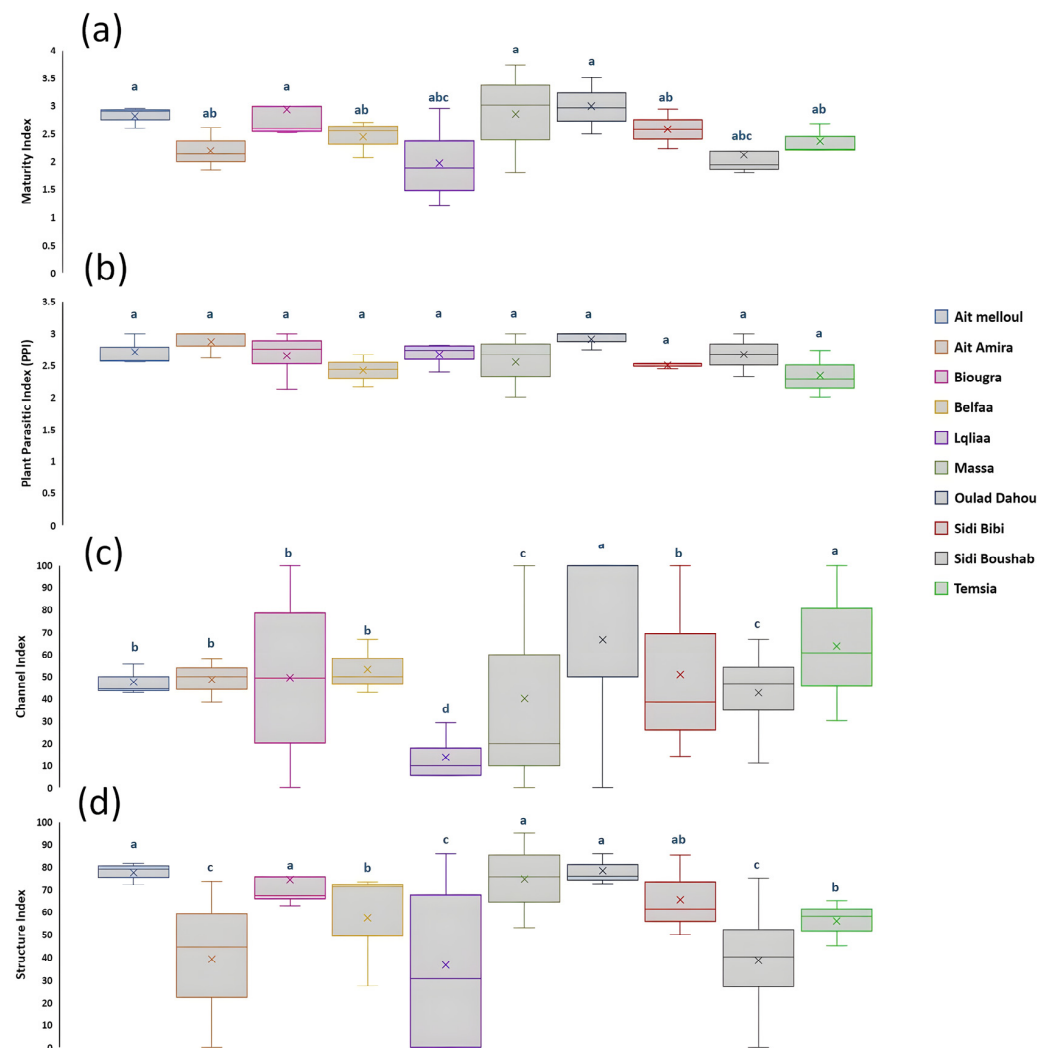 (a)
Maturity Index
4
3.5
3
2.5
2
1.5
1
0.5
0
a
ab
a
ab
abc
a
a
ab
abc
ab
(b)
Plant Parasitic Index (PPI)
3.5
3
2.5
2
1.5
1
0.5
0
a
a
a
a
a
a
a
a
a
a
Ait melloul
Ait Amira
Biougra
Belfaa
Lqliaa
Massa
Oulad Dahou
Sidi Bibi
Sidi Boushab
Temsia
(c)
Channel Index
100
90
80
70
60
50
40
30
20
10
0
b
b
b
b
d
c
a
b
c
a
(d)
Structure Index
100
90
80
70
60
50
40
30
20
10
0
a
c
a
b
c
a
a
ab
c
b